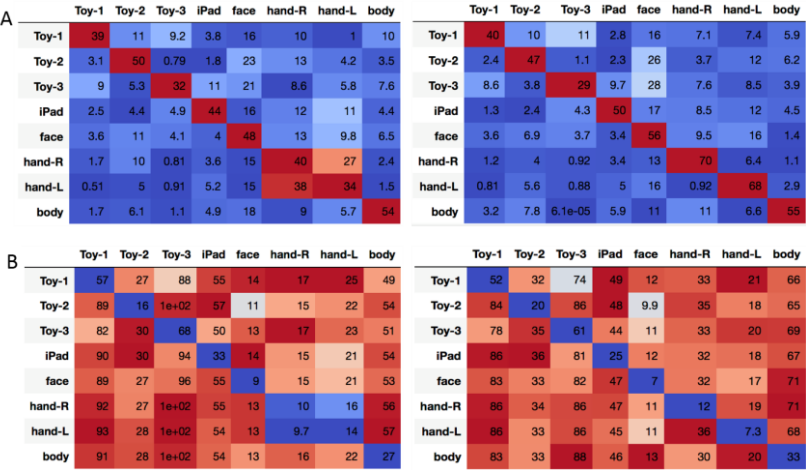 Toy-1 Toy-2 Toy-3 iPad face hand-R hand-L body
A
Toy-1 39 11 9.2 3.8 16 10 1 10
Toy-2 3.1 50 0.79 1.8 23 13 4.2 3.5
Toy-3 9 5.3 32 11 21 8.6 5.8 7.6
iPad 2.5 4.4 4.9 44 16 12 11 4.4
face 3.6 11 4.1 4 48 13 9.8 6.5
hand-R 1.7 10 0.81 3.6 15 40 27 2.4
hand-L 0.51 5 0.91 5.2 15 38 34 1.5
body 1.7 6.1 1.1 4.9 18 9 5.7 54
Toy-1 Toy-2 Toy-3 iPad face hand-R hand-L body
Toy-1 40 10 11 2.8 16 7.1 7.4 5.9
Toy-2 2.4 47 1.1 2.3 26 3.7 12 6.2
Toy-3 8.6 3.8 29 9.7 28 7.6 8.5 3.9
iPad 1.3 2.4 4.3 50 17 8.5 12 4.5
face 3.6 6.9 3.7 3.4 56 9.5 16 1.4
hand-R 1.2 4 0.92 3.4 13 70 6.4 1.1
hand-L 0.81 5.6 0.88 5 16 0.92 68 2.9
body 3.2 7.8 6.1e-05 5.9 11 11 6.6 55
Toy-1 Toy-2 Toy-3 iPad face hand-R hand-L body
B
Toy-1 57 27 88 55 14 17 25 49
Toy-2 89 16 1e+02 57 11 15 22 54
Toy-3 82 30 68 50 13 17 23 51
iPad 90 30 94 33 14 15 21 54
face 89 27 96 55 9 15 21 53
hand-R 92 27 1e+02 55 13 10 16 56
hand-L 93 28 1e+02 54 13 9.7 14 57
body 91 28 1e+02 54 13 16 22 27
Toy-1 Toy-2 Toy-3 iPad face hand-R hand-L body
Toy-1 52 32 74 49 12 33 21 66
Toy-2 84 20 86 48 9.9 35 18 65
Toy-3 78 35 61 44 11 33 20 69
iPad 86 36 81 25 12 32 18 67
face 83 33 82 47 7 32 17 71
hand-R 86 34 86 47 11 12 19 71
hand-L 86 33 86 45 11 36 7.3 68
body 83 33 88 46 13 30 20 33